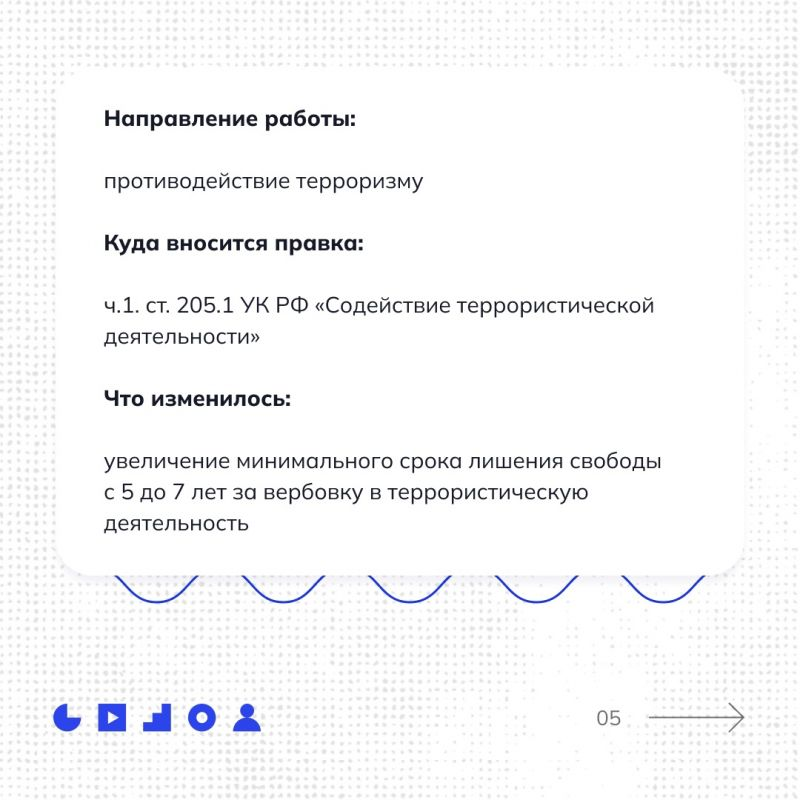 Направление работы:
противодействие терроризму
Куда вносится правка:
ч.1. ст. 205.1 УК РФ «Содействие террористической
деятельности»
Что изменилось:
увеличение минимального срока лишения свободы
с 5 до 7 лет за вербовку в террористическую
деятельность
05